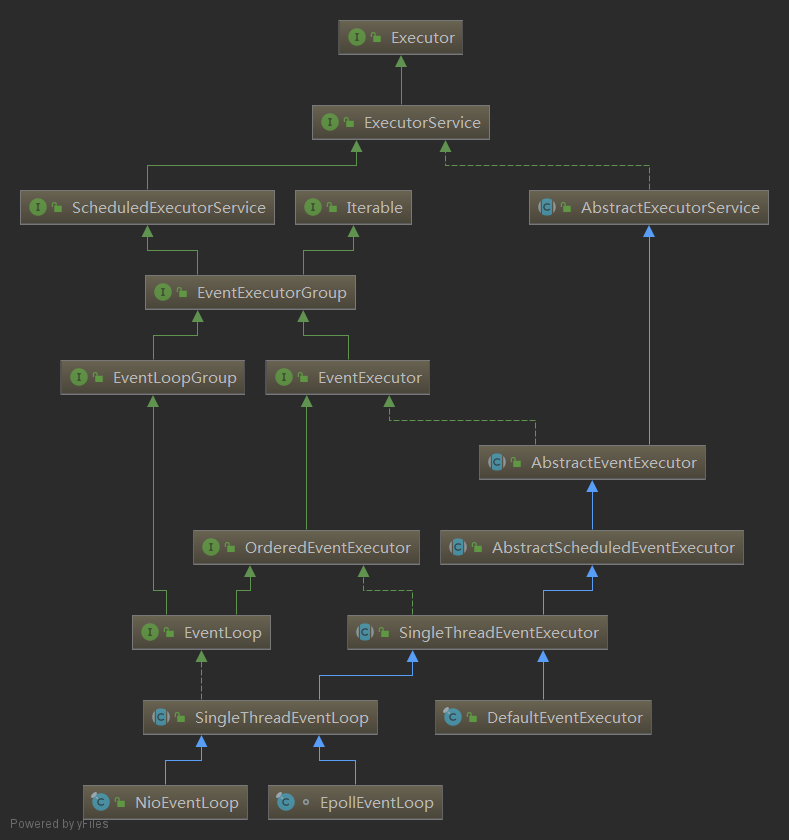 Executor
ExecutorService
ScheduledExecutorService
Iterable
AbstractExecutorService
EventExecutorGroup
EventLoopGroup
EventExecutor
AbstractEventExecutor
OrderedEventExecutor
AbstractScheduledEventExecutor
EventLoop
SingleThreadEventExecutor
SingleThreadEventLoop
DefaultEventExecutor
NioEventLoop
EpollEventLoop
Powered by yFiles